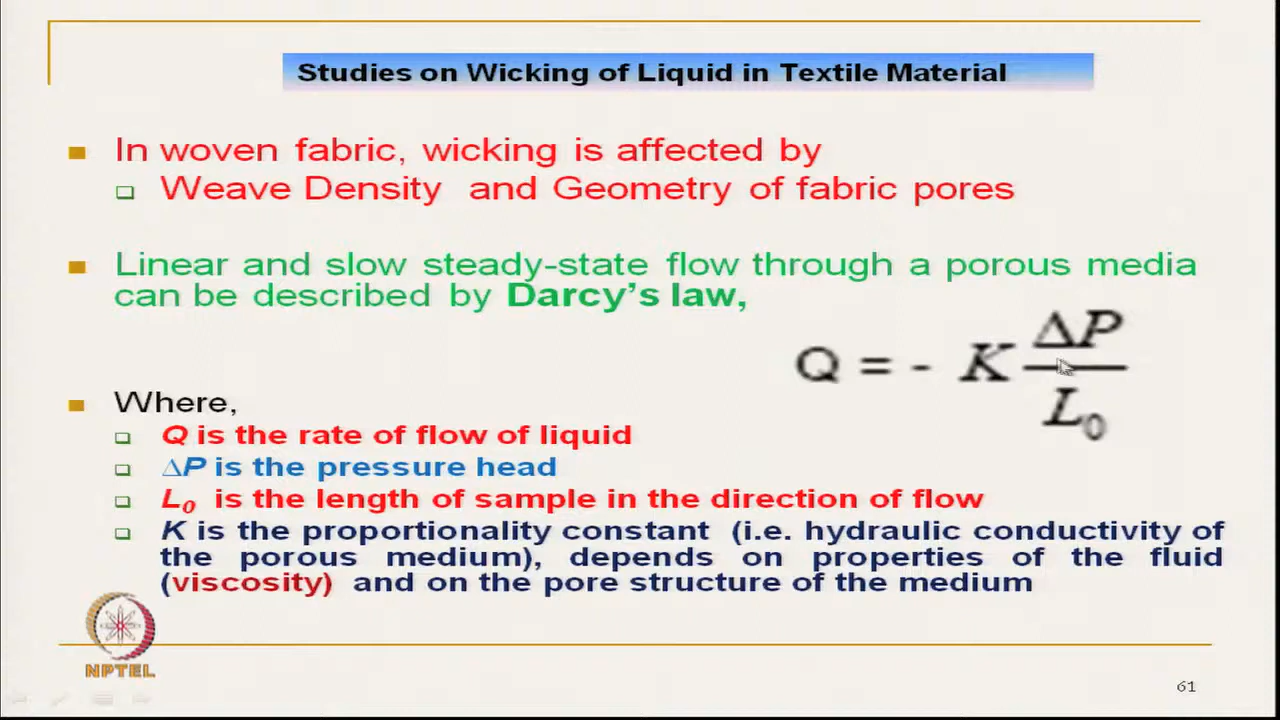 Studies on Wicking of Liquid in Textile Material
In woven fabric, wicking is affected by
Weave Density and Geometry of fabric pores
Linear and slow steady-state flow through a porous media
can be described by Darcy's law,
Q = - K ΔP / L₀
Where,
Q is the rate of flow of liquid
ΔP is the pressure head
L₀ is the length of sample in the direction of flow
K is the proportionality constant (i.e. hydraulic conductivity of
the porous medium), depends on properties of the fluid
(viscosity) and on the pore structure of the medium
NPTEL
61